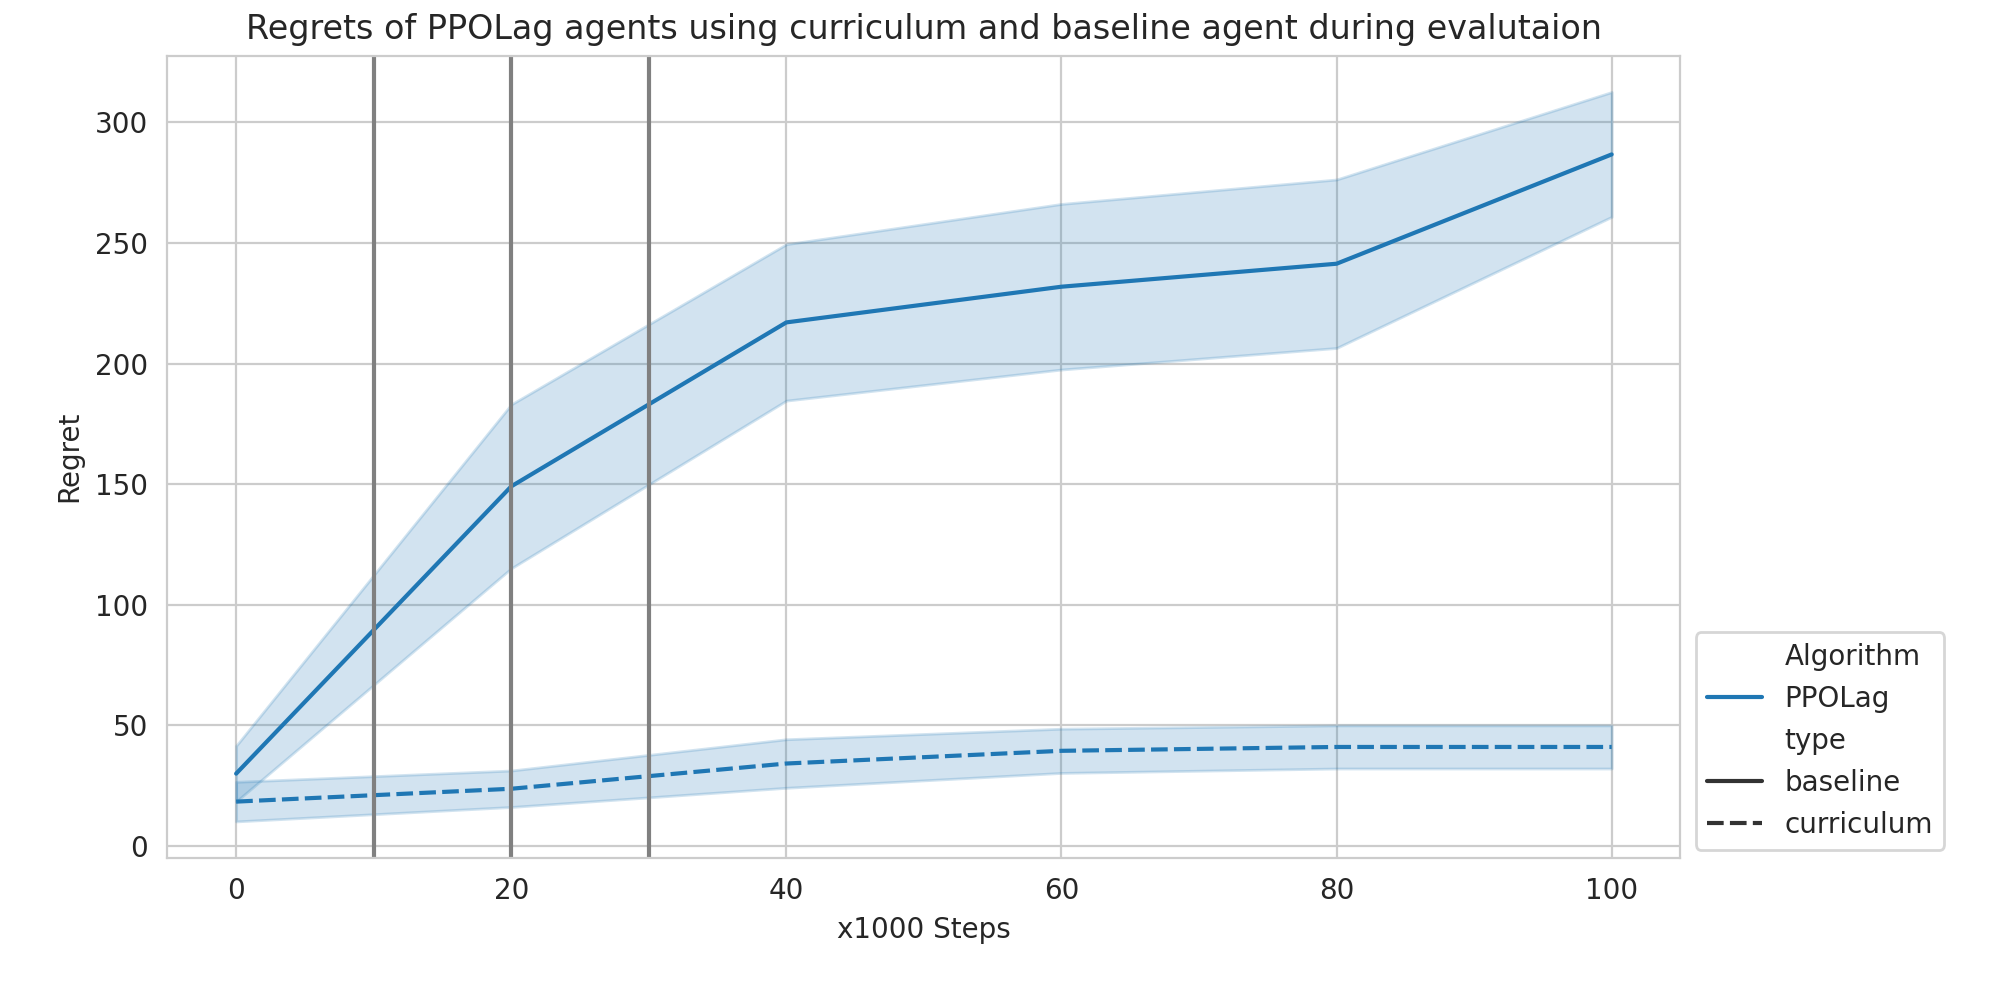 Regrets of PPOLag agents using curriculum and baseline agent during evalutaion
300
250
200
150
100
50
0
Regret
0 20 40 60 80 100
x1000 Steps
Algorithm
PPOLag
type
baseline
curriculum